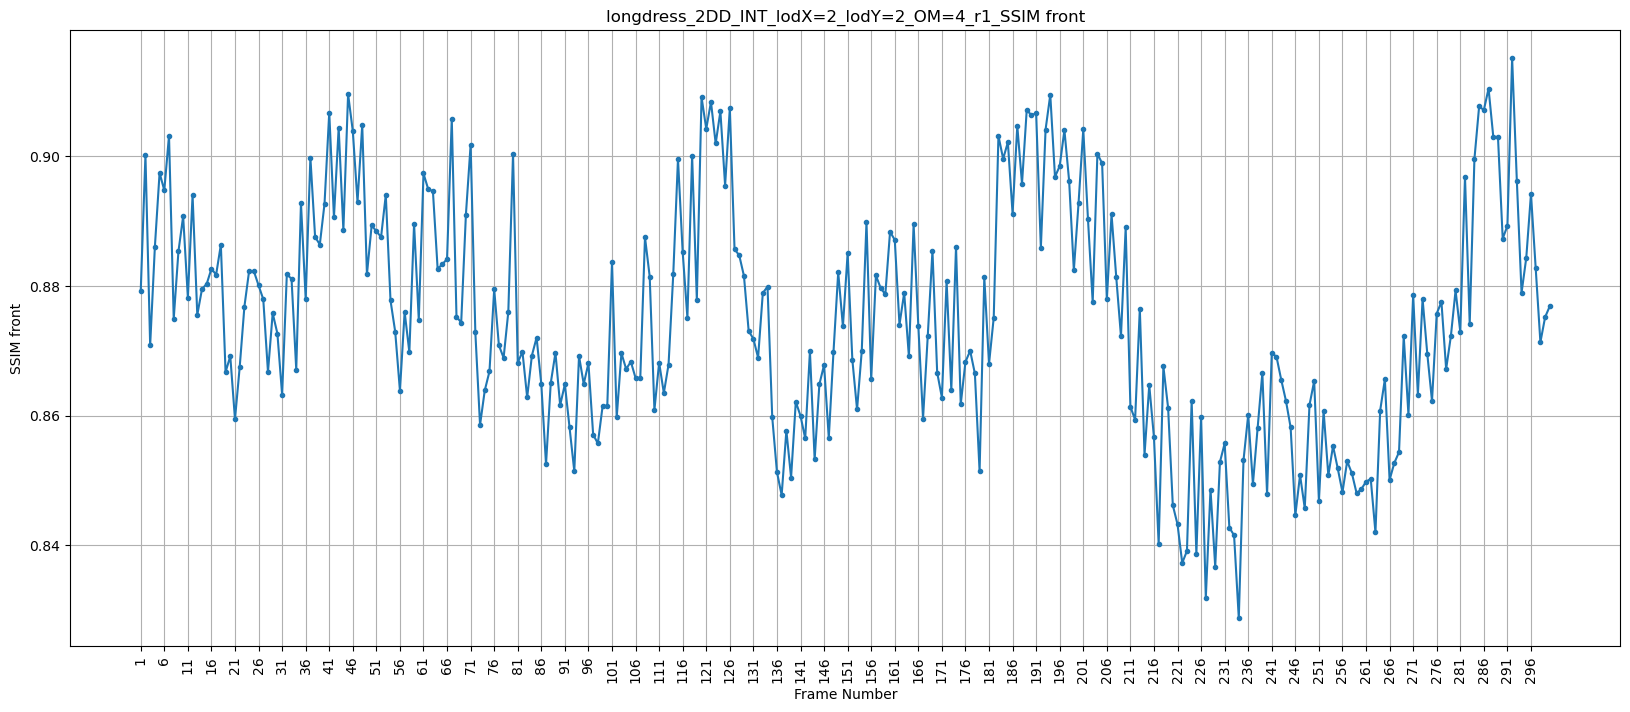 longdress_2DD_INT_lodX=2_lodY=2_OM=4_r1_SSIM front
SSIM front
0.90
0.88
0.86
0.84
1 6 11 16 21 26 31 36 41 46 51 56 61 66 71 76 81 86 91 96 101 106 111 116 121 126 131 136 141 146 151 156 161 166 171 176 181 186 191 196 201 206 211 216 221 226 231 236 241 246 251 256 261 266 271 276 281 286 291 296
Frame Number